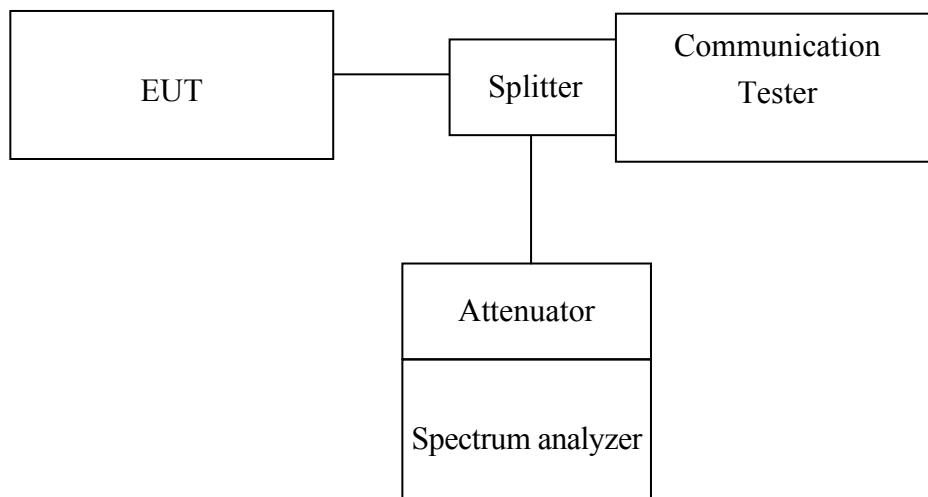 EUT
Splitter
Communication
Tester
Attenuator
Spectrum analyzer